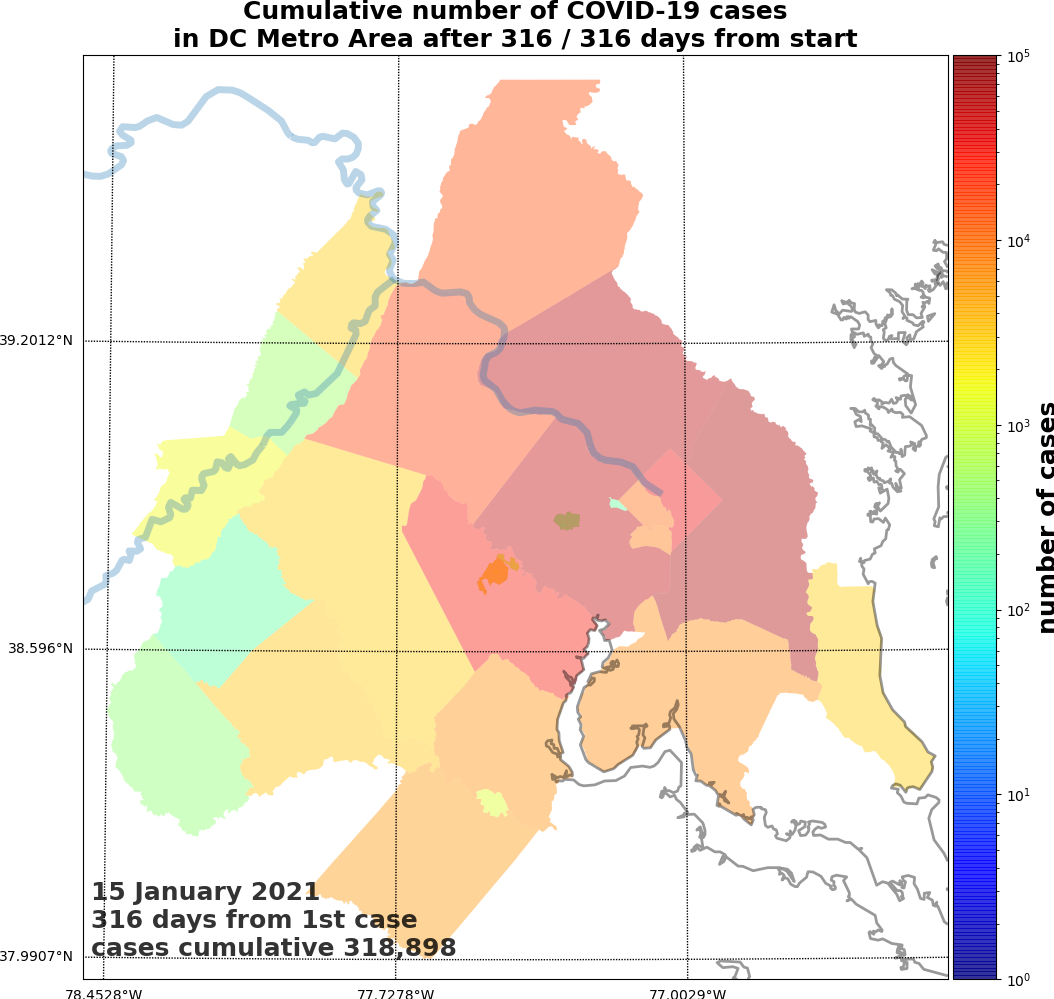 Cumulative number of COVID-19 cases
in DC Metro Area after 316 / 316 days from start
10^5
39.2012°N
10^4
10^3
number of cases
38.596°N
10^2
10^1
15 January 2021
316 days from 1st case
cases cumulative 318,898
37.9907°N
10^0
78.4528°W 77.7278°W 77.0029°W